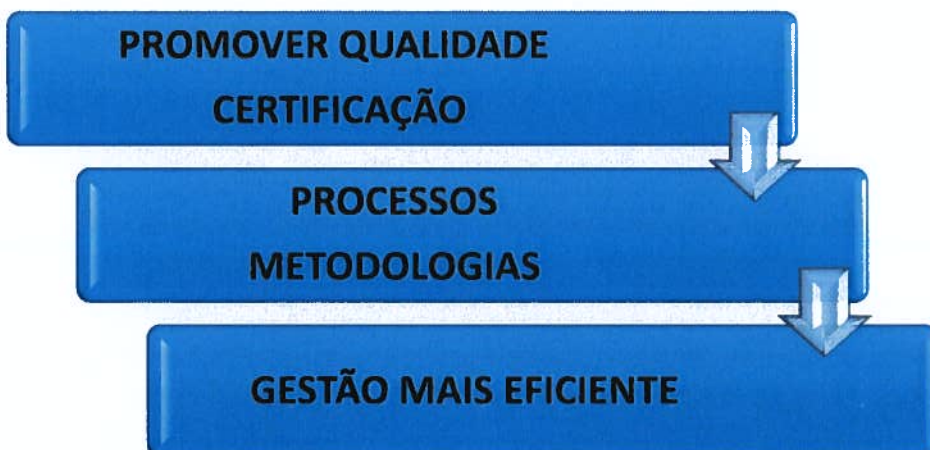 PROMOVER QUALIDADE
CERTIFICAÇÃO
PROCESSOS
METODOLOGIAS
GESTÃO MAIS EFICIENTE